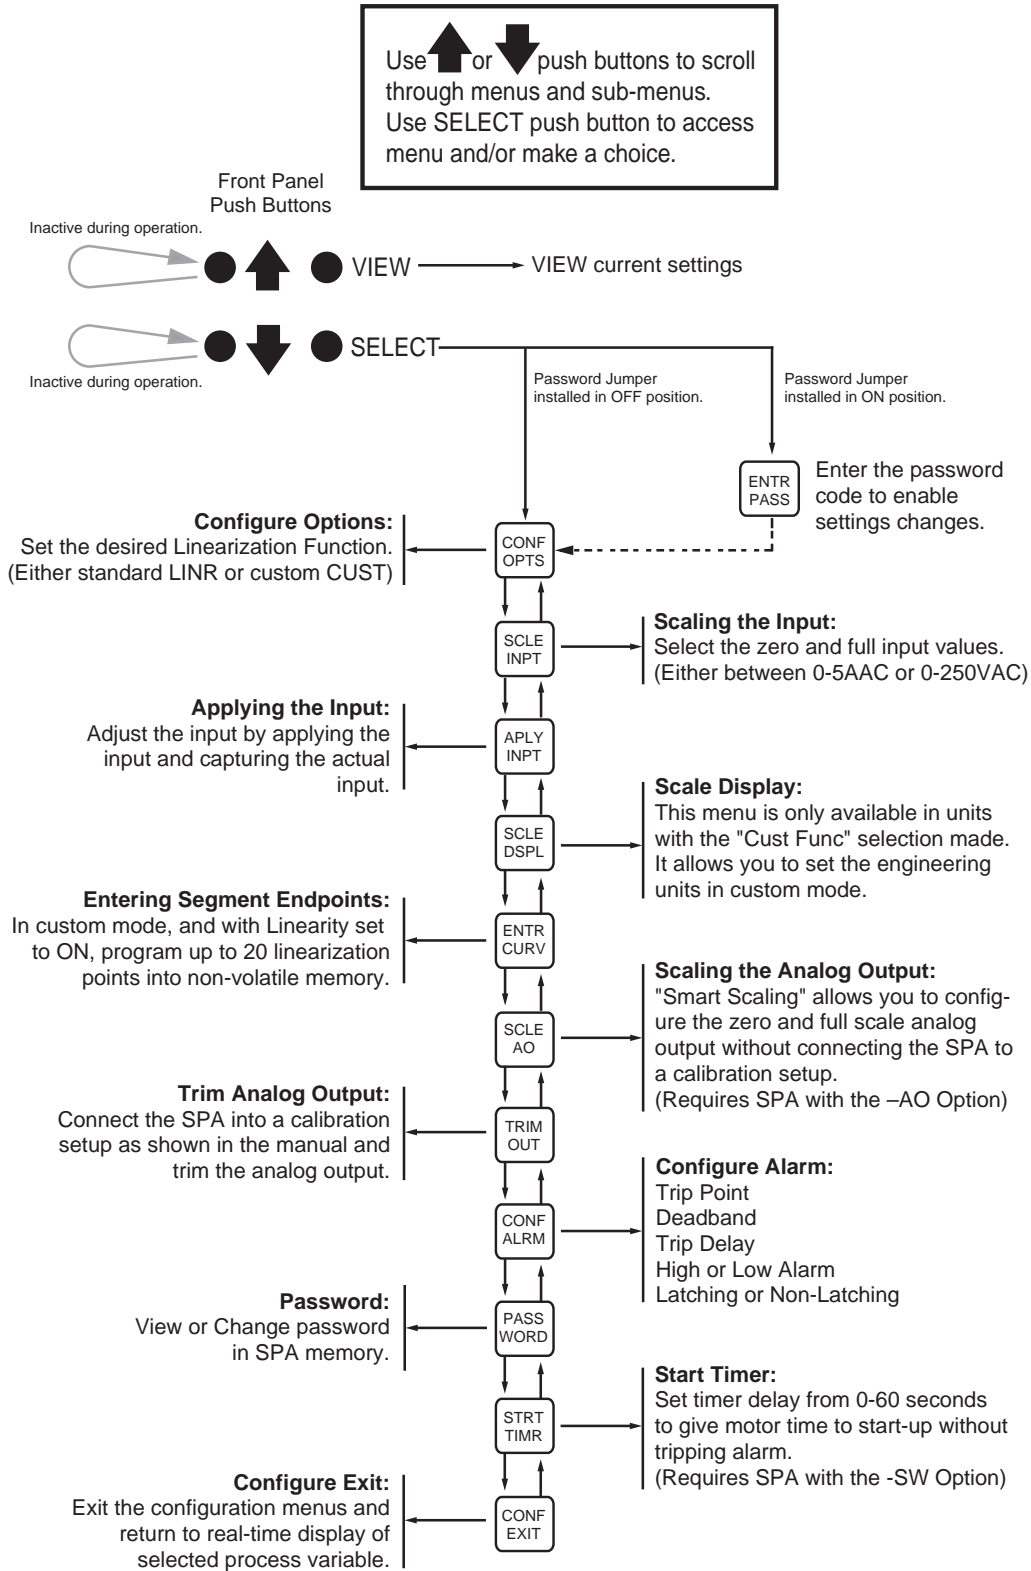 Use or push buttons to scroll
through menus and sub-menus.
Use SELECT push button to access
menu and/or make a choice.
Front Panel
Push Buttons
Inactive during operation.
VIEW
VIEW current settings
SELECT
Inactive during operation.
Password Jumper
installed in OFF position.
Password Jumper
installed in ON position.
ENTR
PASS
Enter the password
code to enable
settings changes.
Configure Options:
Set the desired Linearization Function.
(Either standard LINR or custom CUST)
CONF
OPTS
SCLE
INPT
Scaling the Input:
Select the zero and full input values.
(Either between 0-5AAC or 0-250VAC)
Applying the Input:
Adjust the input by applying the
input and capturing the actual
input.
APLY
INPT
SCLE
DSPL
Scale Display:
This menu is only available in units
with the "Cust Func" selection made.
It allows you to set the engineering
units in custom mode.
Entering Segment Endpoints:
In custom mode, and with Linearity set
to ON, program up to 20 linearization
points into non-volatile memory.
ENTR
CURV
SCLE
AO
Scaling the Analog Output:
"Smart Scaling" allows you to config-
ure the zero and full scale analog
output without connecting the SPA to
a calibration setup.
(Requires SPA with the –AO Option)
Trim Analog Output:
Connect the SPA into a calibration
setup as shown in the manual and
trim the analog output.
TRIM
OUT
CONF
ALRM
Configure Alarm:
Trip Point
Deadband
Trip Delay
High or Low Alarm
Latching or Non-Latching
Password:
View or Change password
in SPA memory.
PASS
WORD
STRT
TIMR
Start Timer:
Set timer delay from 0-60 seconds
to give motor time to start-up without
tripping alarm.
(Requires SPA with the -SW Option)
Configure Exit:
Exit the configuration menus and
return to real-time display of
selected process variable.
CONF
EXIT